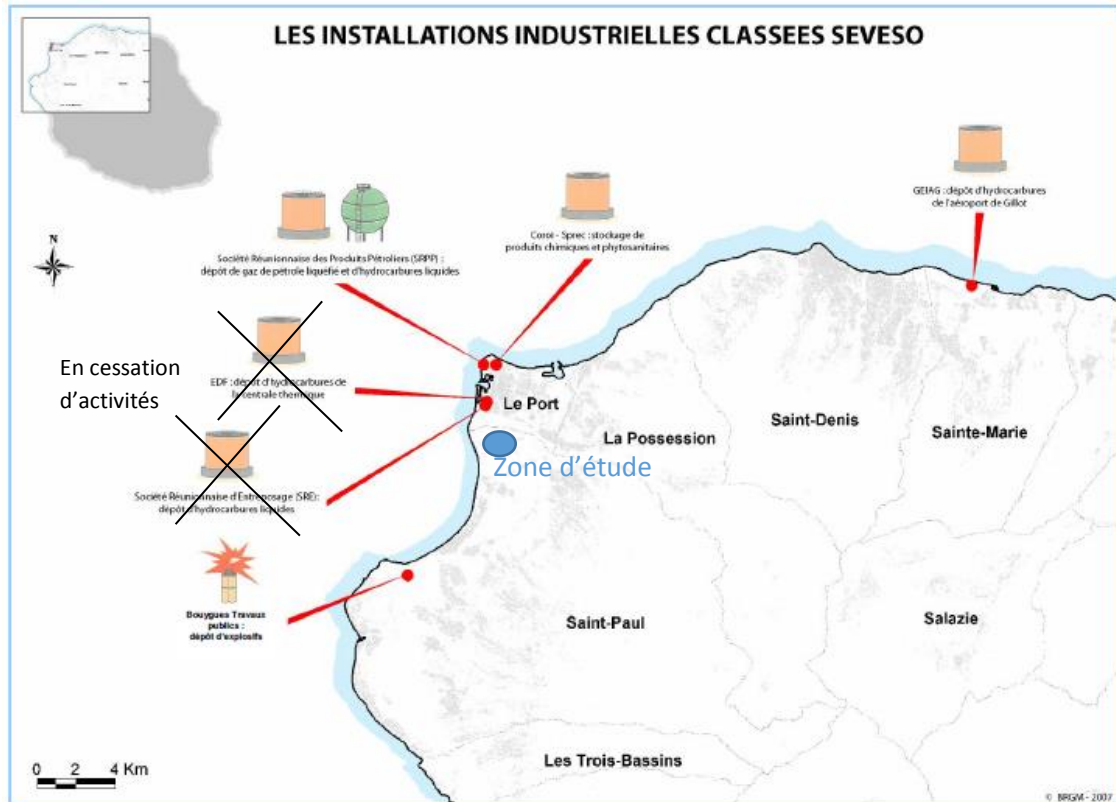 LES INSTALLATIONS INDUSTRIELLES CLASSEES SEVESO
GEIAG : dépôt d'hydrocarbures
de l'aéroport de Gillot
Coroi - Sprec : stockage de
produits chimiques et phytosanitaires
N
Société Réunionnaise des Produits Pétroliers (SRPP) :
dépôt de gaz de pétrole liquéfié et d'hydrocarbures liquides
En cessation
d'activités
EDF : dépôt d'hydrocarbures de
la centrale thermique
Le Port
La Possession
Saint-Denis
Sainte-Marie
Zone d'étude
Société Réunionnaise d'Entreposage (SRE):
dépôt d'hydrocarbures liquides
Bouygues Travaux
publics :
dépôt d'explosifs
Saint-Paul
Salazie
Les Trois-Bassins
0 2 4 Km
© BRGM - 2007